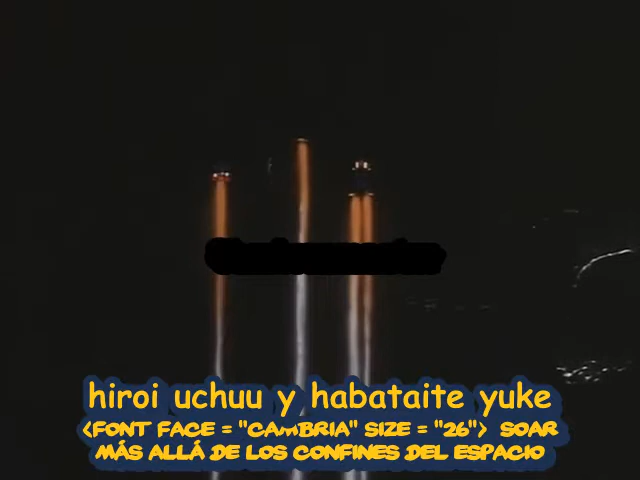 hiroi uchuu y habataite yuke
<FONT FACE = "CAMBRIA" SIZE = "26"> SOAR
MÁS ALLÁ DE LOS CONFINES DEL ESPACIO